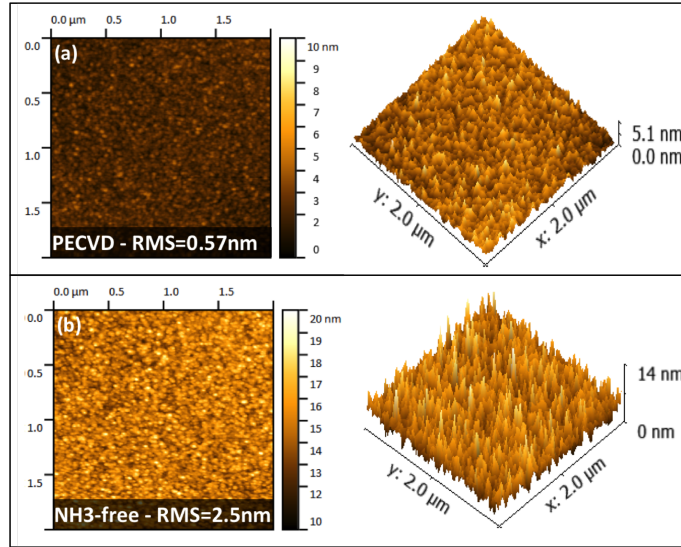 0.0 µm 0.5 1.0 1.5
(a)
0.0
0.5
1.0
1.5
PECVD - RMS=0.57nm
10 nm
9
8
7
6
5
4
3
2
1
0
5.1 nm
0.0 nm
y: 2.0 µm
x: 2.0 µm
0.0 µm 0.5 1.0 1.5
(b)
0.0
0.5
1.0
1.5
NH3-free - RMS=2.5nm
20 nm
19
18
17
16
15
14
13
12
10
14 nm
0 nm
y: 2.0 µm
x: 2.0 µm